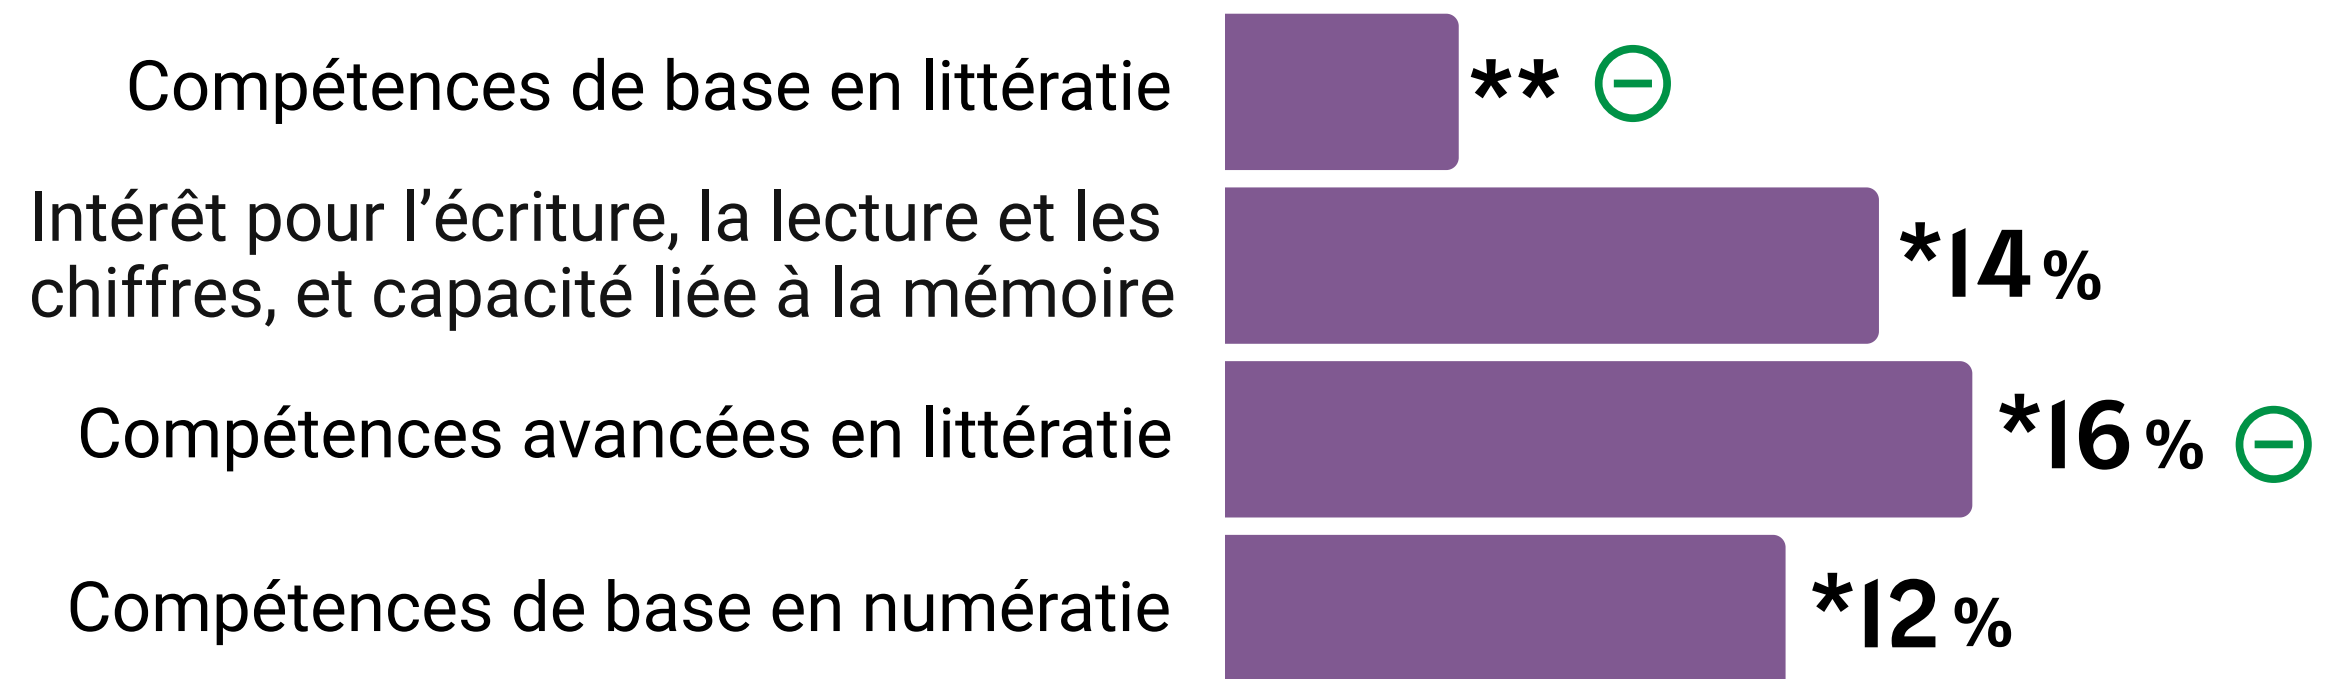 Compétences de base en littératie ** ⊖
Intérêt pour l’écriture, la lecture et les
chiffres, et capacité liée à la mémoire *14 %
Compétences avancées en littératie *16 % ⊖
Compétences de base en numératie *12 %